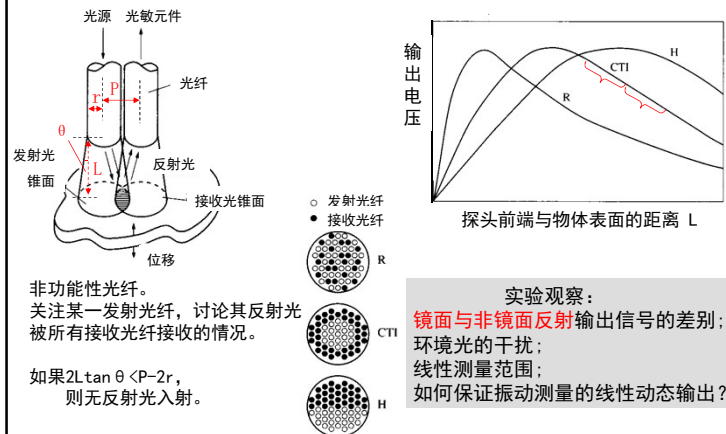 光源 光敏元件
P
r
光纤
θ
L
发射光
锥面
反射光
接收光锥面
位移
非功能性光纤。
关注某一发射光纤，讨论其反射光
被所有接收光纤接收的情况。
如果2Ltanθ<P-2r，
则无反射光入射。
○ 发射光纤
● 接收光纤
R
CTI
H
输出电压
H
CTI
R
探头前端与物体表面的距离 L
实验观察：
镜面与非镜面反射输出信号的差别；
环境光的干扰；
线性测量范围；
如何保证振动测量的线性动态输出？